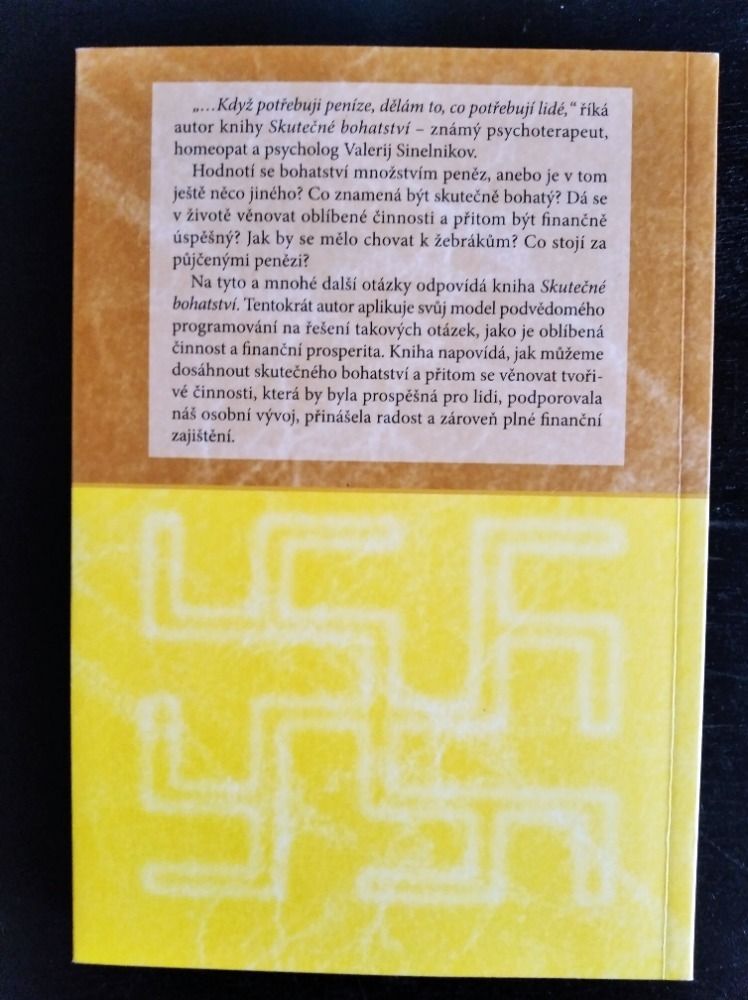 „…Když potřebuji peníze, dělám to, co potřebují lidé,“ říká
autor knihy Skutečné bohatství – známý psychoterapeut,
homeopat a psycholog Valerij Sinelnikov.
Hodnotí se bohatství množstvím peněz, anebo je v tom
ještě něco jiného? Co znamená být skutečně bohatý? Dá se
v životě věnovat oblíbené činnosti a přitom být finančně
úspěšný? Jak by se mělo chovat k žebrákům? Co stojí za
půjčenými penězi?
Na tyto a mnohé další otázky odpovídá kniha Skutečné
bohatství. Tentokrát autor aplikuje svůj model podvědomého
programování na řešení takových otázek, jako je oblíbená
činnost a finanční prosperita. Kniha napovídá, jak můžeme
dosáhnout skutečného bohatství a přitom se věnovat tvoři-
vé činnosti, která by byla prospěšná pro lidi, podporovala
náš osobní vývoj, přinášela radost a zároveň plné finanční
zajištění.